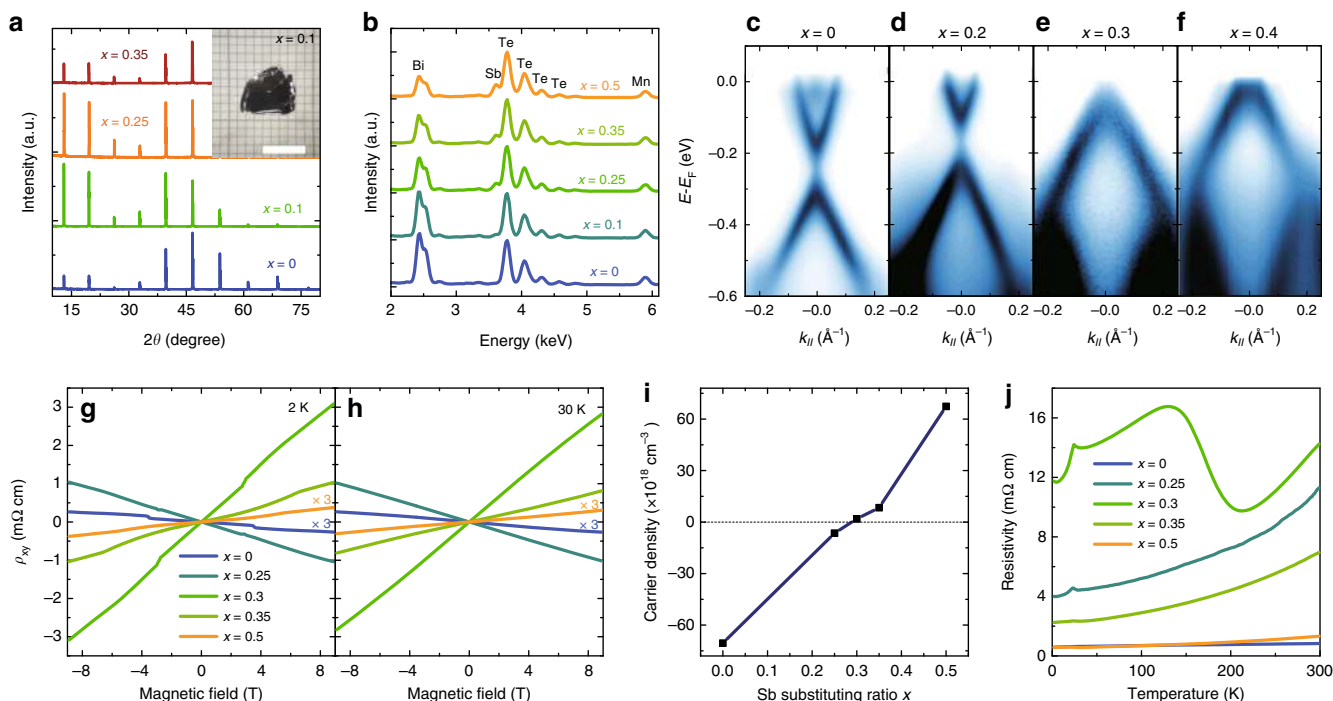 a
x = 0.35
x = 0.25
x = 0.1
x = 0
x = 0.1
Intensity (a.u.)
15 30 45 60 75
2θ (degree)
b
Bi
Sb
Te
Te
Te
Te
Mn
x = 0.5
x = 0.35
x = 0.25
x = 0.1
x = 0
Intensity (a.u.)
2 3 4 5 6
Energy (keV)
c
x = 0
d
x = 0.2
e
x = 0.3
f
x = 0.4
0.0
−0.2
−0.4
−0.6
E-E_F (eV)
−0.2 −0.0 0.2
−0.2 −0.0 0.2
−0.2 −0.0 0.2
−0.2 −0.0 0.2
k_// (Å⁻¹)
k_// (Å⁻¹)
k_// (Å⁻¹)
k_// (Å⁻¹)
g
2 K
× 3
× 3
3
2
1
0
−1
−2
−3
ρ_xy (mΩ cm)
x = 0
x = 0.25
x = 0.3
x = 0.35
x = 0.5
−8 −4 0 4 8
Magnetic field (T)
h
30 K
× 3
× 3
−8 −4 0 4 8
Magnetic field (T)
i
60
30
0
−30
−60
Carrier density (×10¹⁸ cm⁻³)
0.0 0.1 0.2 0.3 0.4 0.5
Sb substituting ratio x
j
16
12
8
4
0
Resistivity (mΩ cm)
x = 0
x = 0.25
x = 0.3
x = 0.35
x = 0.5
0 100 200 300
Temperature (K)